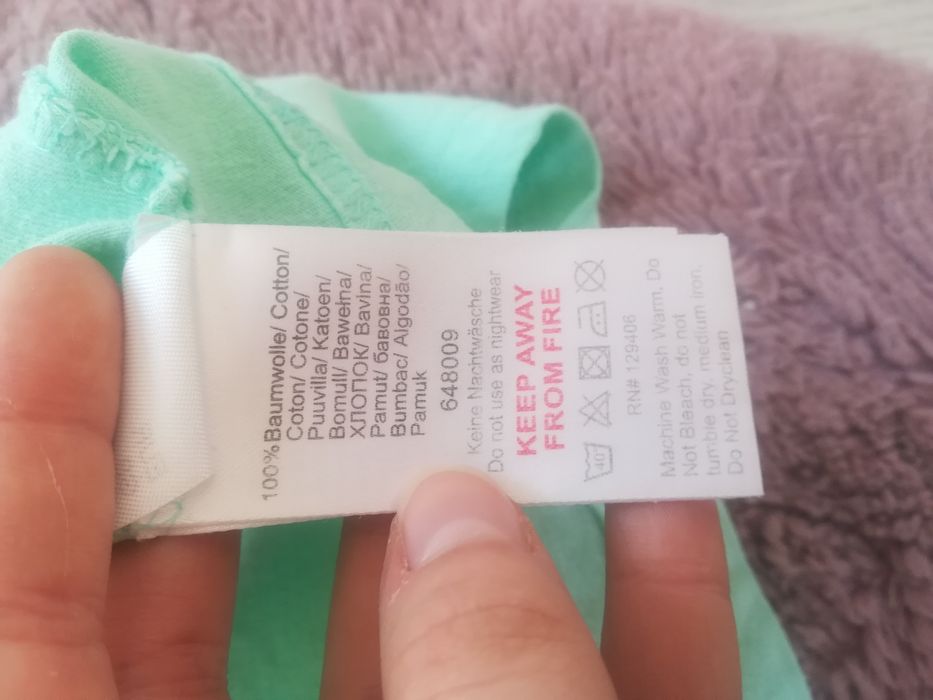 100%Baumwolle/ Cotton/
Coton/ Cotone/
Puuvilla/ Katoen/
Bomull/ Bawełna/
ХЛОПОК/ Bavlna/
Pamut/ бавовна/
Bumbac/ Algodão/
Pamuk
648009
Keine Nachtwäsche
Do not use as nightwear
KEEP AWAY
FROM FIRE
40
RN# 129406
Machine Wash Warm, Do
Not Bleach, do not
tumble dry, medium Iron,
Do Not Dryclean